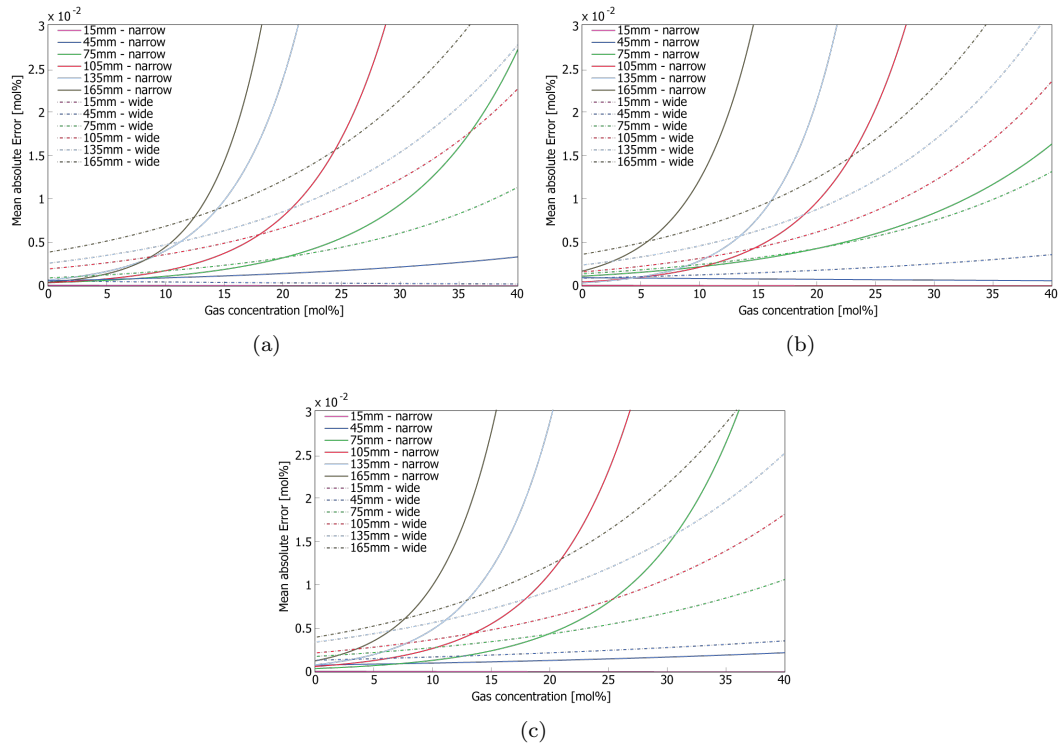 × 10⁻²
3
2.5
2
1.5
1
0.5
0
Mean absolute Error [mol%]
15mm - narrow
45mm - narrow
75mm - narrow
105mm - narrow
135mm - narrow
165mm - narrow
15mm - wide
45mm - wide
75mm - wide
105mm - wide
135mm - wide
165mm - wide
0 5 10 15 20 25 30 35 40
Gas concentration [mol%]
(a)
× 10⁻²
3
2.5
2
1.5
1
0.5
0
Mean absolute Error [mol%]
15mm - narrow
45mm - narrow
75mm - narrow
105mm - narrow
135mm - narrow
165mm - narrow
15mm - wide
45mm - wide
75mm - wide
105mm - wide
135mm - wide
165mm - wide
0 5 10 15 20 25 30 35 40
Gas concentration [mol%]
(b)
× 10⁻²
3
2.5
2
1.5
1
0.5
0
Mean absolute Error [mol%]
15mm - narrow
45mm - narrow
75mm - narrow
105mm - narrow
135mm - narrow
165mm - narrow
15mm - wide
45mm - wide
75mm - wide
105mm - wide
135mm - wide
165mm - wide
0 5 10 15 20 25 30 35 40
Gas concentration [mol%]
(c)